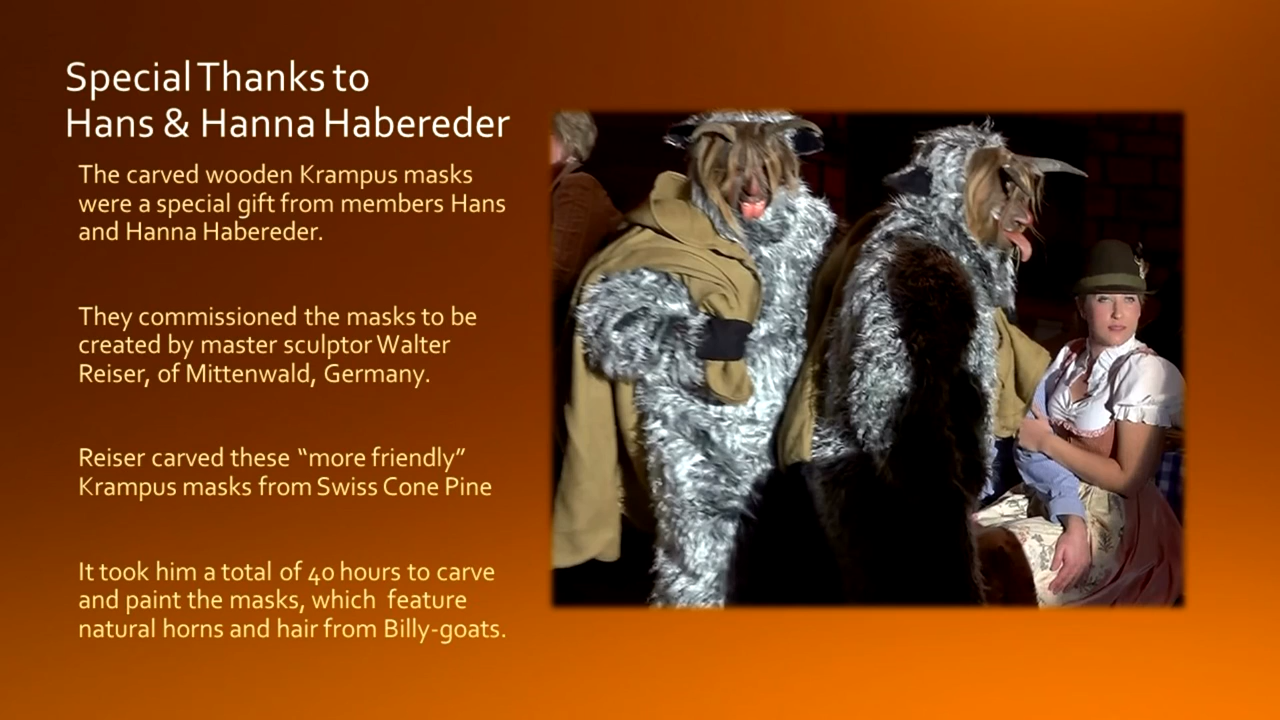 Special Thanks to
Hans & Hanna Habereder
The carved wooden Krampus masks
were a special gift from members Hans
and Hanna Habereder.
They commissioned the masks to be
created by master sculptor Walter
Reiser, of Mittenwald, Germany.
Reiser carved these “more friendly”
Krampus masks from Swiss Cone Pine
It took him a total of 40 hours to carve
and paint the masks, which  feature
natural horns and hair from Billy-goats.